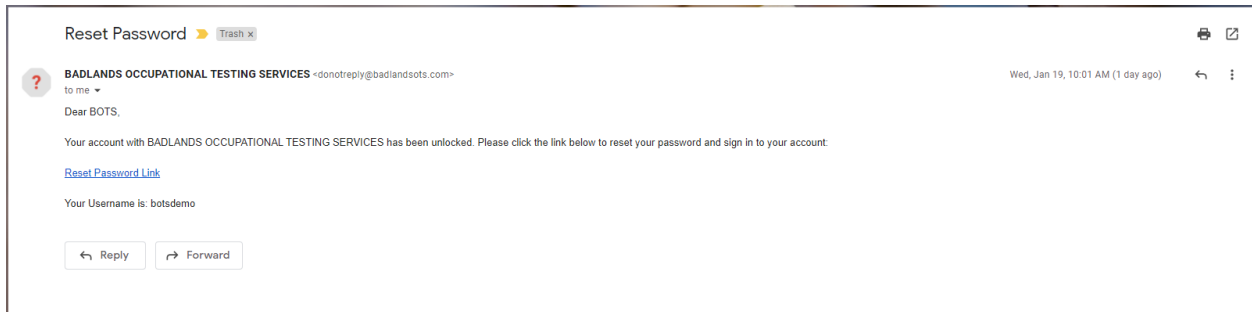 Reset Password Trash x
BADLANDS OCCUPATIONAL TESTING SERVICES <donotreply@badlandsots.com> Wed, Jan 19, 10:01 AM (1 day ago)
?
to me
Dear BOTS,
Your account with BADLANDS OCCUPATIONAL TESTING SERVICES has been unlocked. Please click the link below to reset your password and sign in to your account:
Reset Password Link
Your Username is: botsdemo
Reply Forward